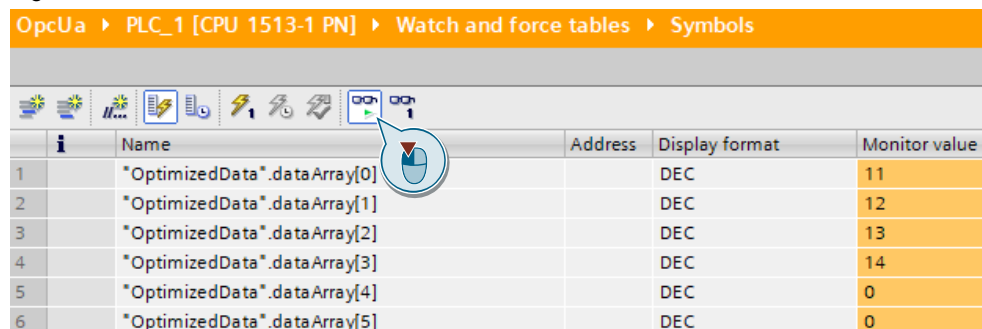 OpcUa ▸ PLC_1 [CPU 1513-1 PN] ▸ Watch and force tables ▸ Symbols
i Name Address Display format Monitor value
1 "OptimizedData".dataArray[0] DEC 11
2 "OptimizedData".dataArray[1] DEC 12
3 "OptimizedData".dataArray[2] DEC 13
4 "OptimizedData".dataArray[3] DEC 14
5 "OptimizedData".dataArray[4] DEC 0
6 "OptimizedData".dataArray[5] DEC 0